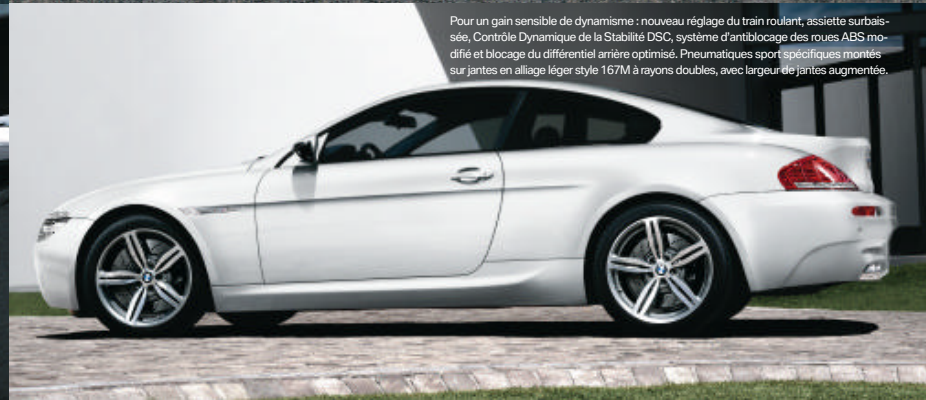 Pour un gain sensible de dynamisme : nouveau réglage du train roulant, assiette surbais-
sée, Contrôle Dynamique de la Stabilité DSC, système d'antiblocage des roues ABS mo-
difié et blocage du différentiel arrière optimisé. Pneumatiques sport spécifiques montés
sur jantes en alliage léger style 167M à rayons doubles, avec largeur de jantes augmentée.